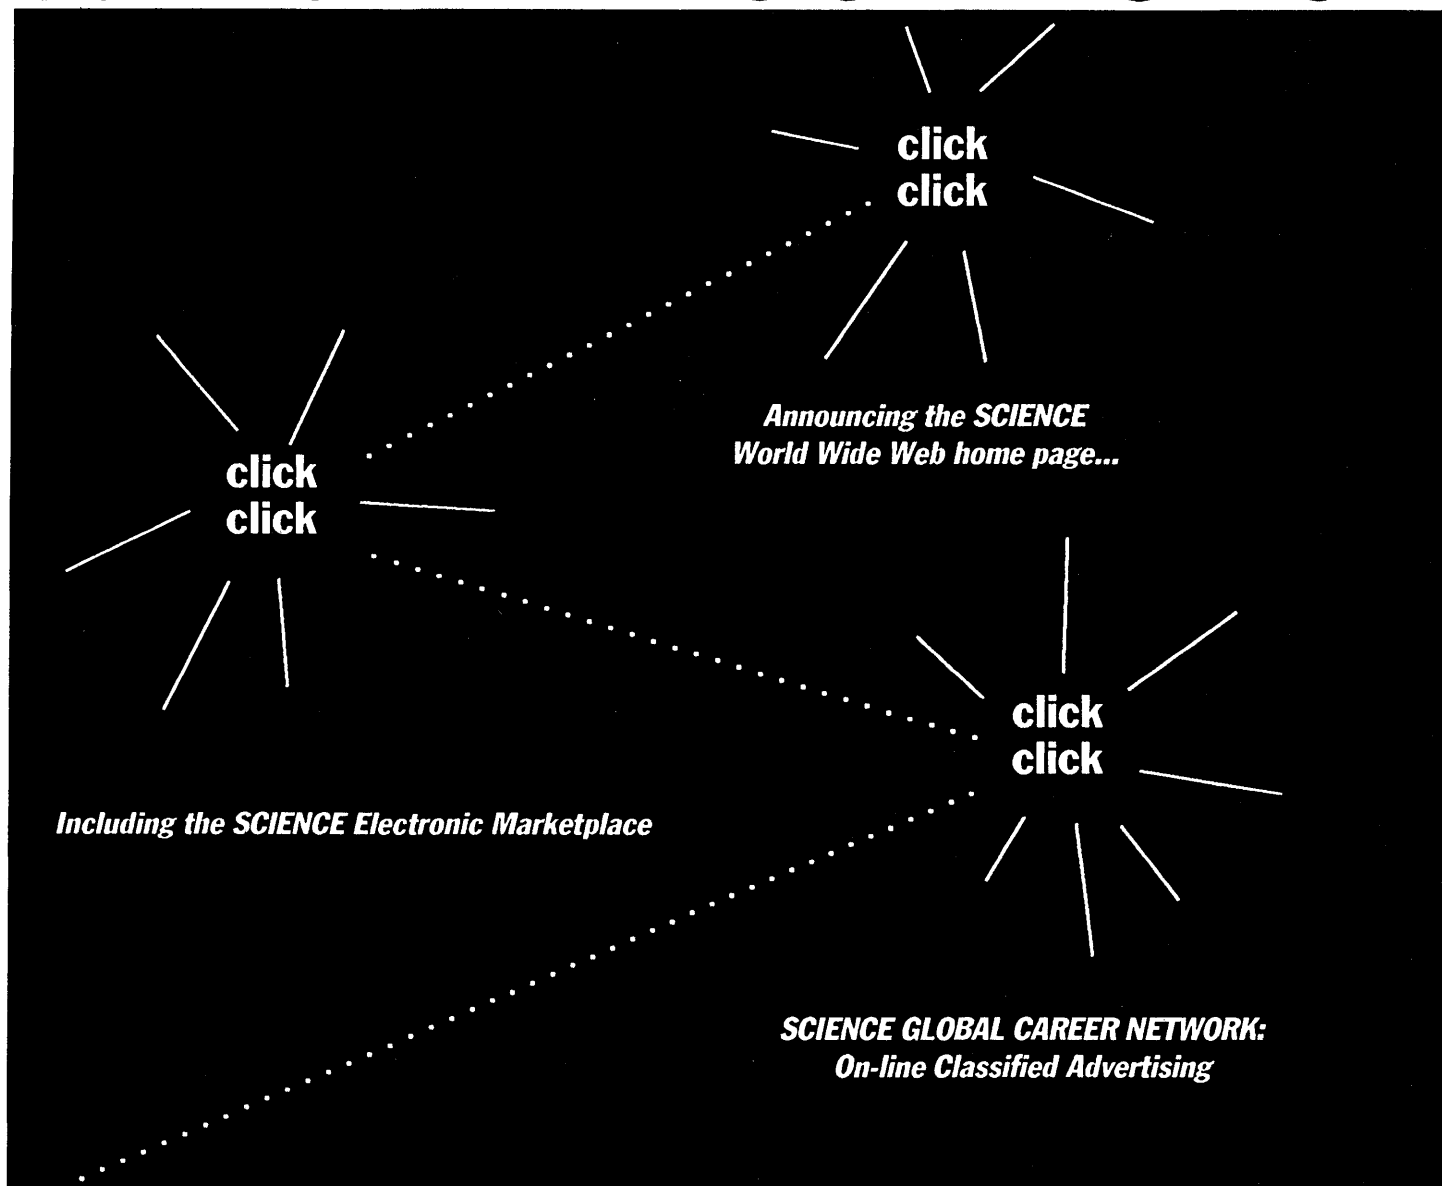 click
click
Announcing the SCIENCE
World Wide Web home page...
click
click
click
click
Including the SCIENCE Electronic Marketplace
SCIENCE GLOBAL CAREER NETWORK:
On-line Classified Advertising